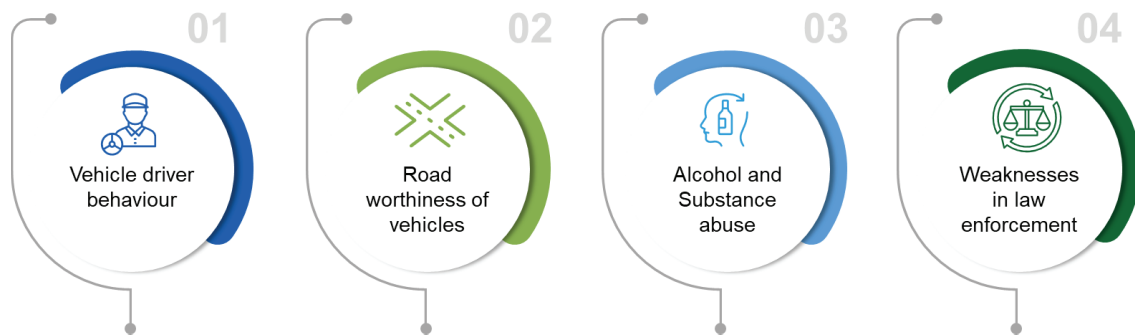 01
Vehicle driver
behaviour
02
Road
worthiness of
vehicles
03
Alcohol and
Substance
abuse
04
Weaknesses
in law
enforcement